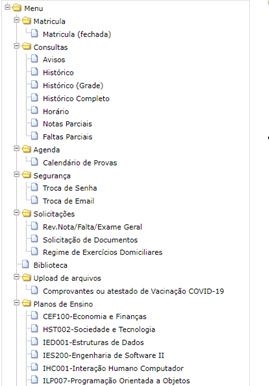 Menu
Matrícula
Matrícula (fechada)
Consultas
Avisos
Histórico
Histórico (Grade)
Histórico Completo
Horário
Notas Parciais
Faltas Parciais
Agenda
Calendário de Provas
Segurança
Troca de Senha
Troca de Email
Solicitações
Rev.Nota/Falta/Exame Geral
Solicitação de Documentos
Regime de Exercícios Domiciliares
Biblioteca
Upload de arquivos
Comprovantes ou atestado de Vacinação COVID-19
Planos de Ensino
CEF100-Economia e Finanças
HST002-Sociedade e Tecnologia
IED001-Estruturas de Dados
IES200-Engenharia de Software II
IHC001-Interação Humano Computador
ILP007-Programação Orientada a Objetos